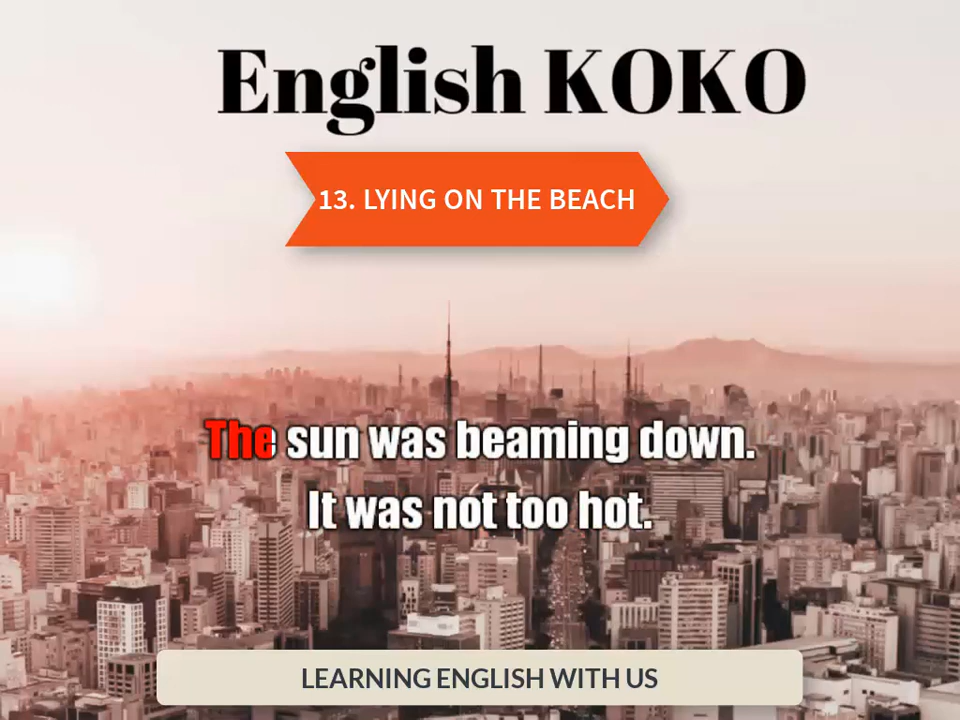 English KOKO
13. LYING ON THE BEACH
The sun was beaming down.
It was not too hot.
LEARNING ENGLISH WITH US